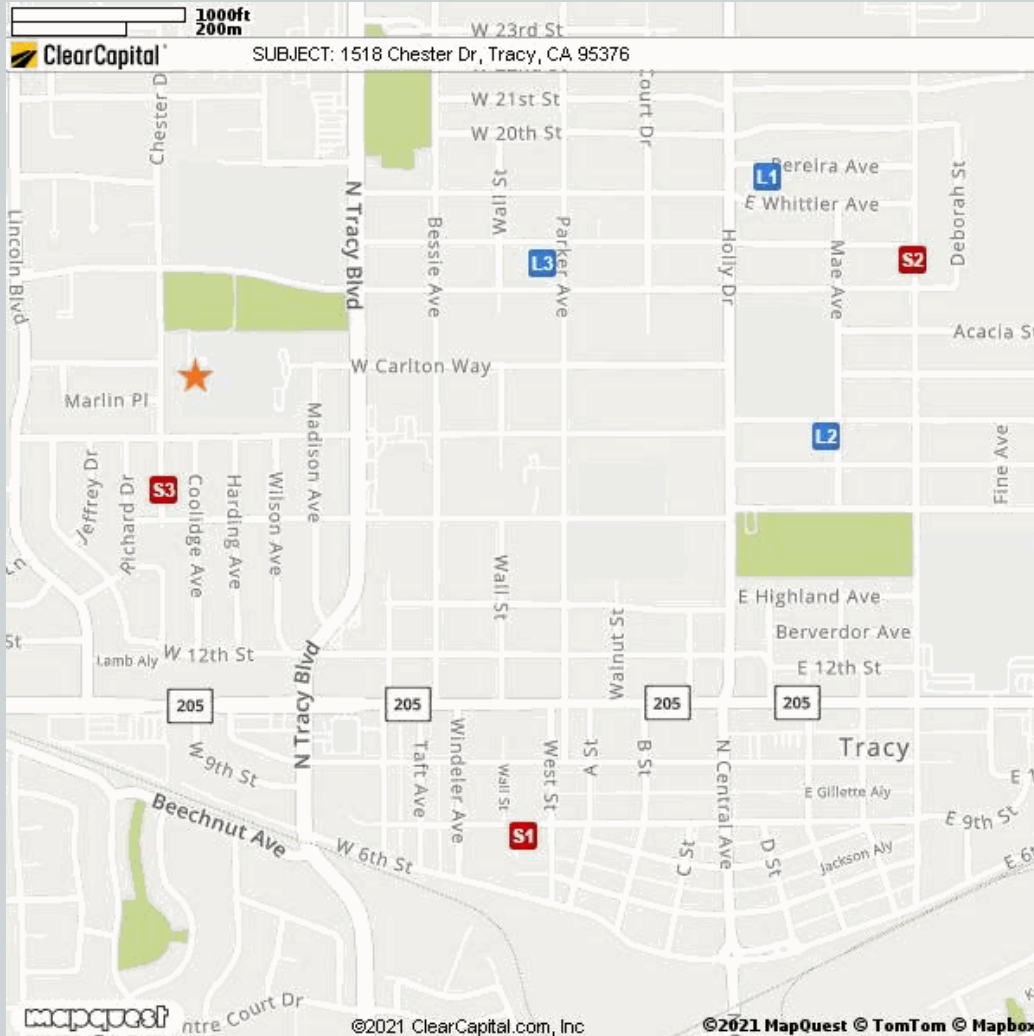 1000ft
200m
W 23rd St
ClearCapital
SUBJECT: 1518 Chester Dr, Tracy, CA 95376
W 21st St
W 20th St
Court Dr
Chester D
L1
Pereira Ave
E Whittier Ave
Deborah St
Lincoln Blvd
N Tracy Blvd
Bessie Ave
Wall St
Parker Ave
L3
Holly Dr
Mae Ave
S2
Acacia St
W Carlton Way
Marlin Pl
L2
Madison Ave
Fine Ave
Jeffrey Dr
Richard Dr
S3
Coolidge Ave
Harding Ave
Wilson Ave
Wall St
Walnut St
E Highland Ave
Berverdor Ave
E 12th St
St
Lamb Aly
W 12th St
N Tracy Blvd
205
205
205
205
W 9th St
Taft Ave
Windeler Ave
Wall St
West St
A St
B St
N Central Ave
Tracy
E 1
E Gillette Aly
E 9th St
Beechnut Ave
W 6th St
S1
C St
D St
Jackson Aly
E 6t
mapquest
ntre Court Dr
©2021 ClearCapital.com, Inc
©2021 MapQuest © TomTom © Mapbox